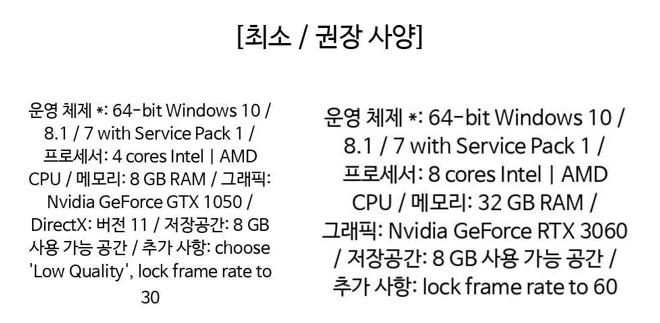 [최소 / 권장 사양]
운영 체제 *: 64-bit Windows 10 /
8.1 / 7 with Service Pack 1 /
프로세서: 4 cores Intel | AMD
CPU / 메모리: 8 GB RAM / 그래픽:
Nvidia GeForce GTX 1050 /
DirectX: 버전 11 / 저장공간: 8 GB
사용 가능 공간 / 추가 사항: choose
'Low Quality', lock frame rate to
30
운영 체제 *: 64-bit Windows 10 /
8.1 / 7 with Service Pack 1 /
프로세서: 8 cores Intel | AMD
CPU / 메모리: 32 GB RAM /
그래픽: Nvidia GeForce RTX 3060
/ 저장공간: 8 GB 사용 가능 공간 /
추가 사항: lock frame rate to 60